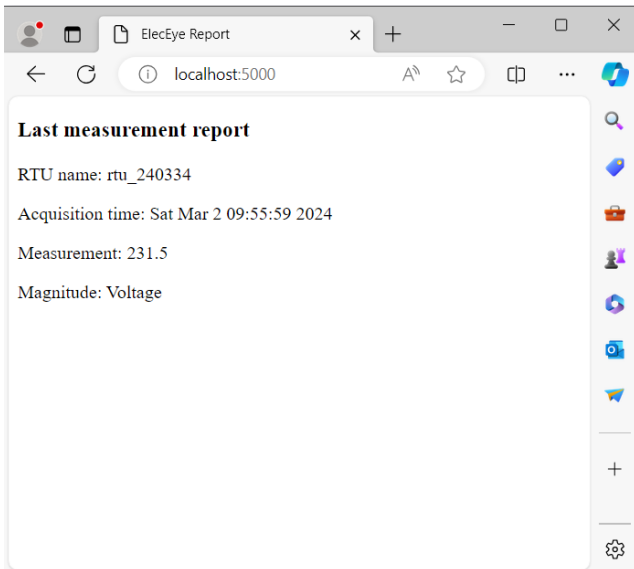 ElecEye Report
localhost:5000
Last measurement report
RTU name: rtu_240334
Acquisition time: Sat Mar 2 09:55:59 2024
Measurement: 231.5
Magnitude: Voltage